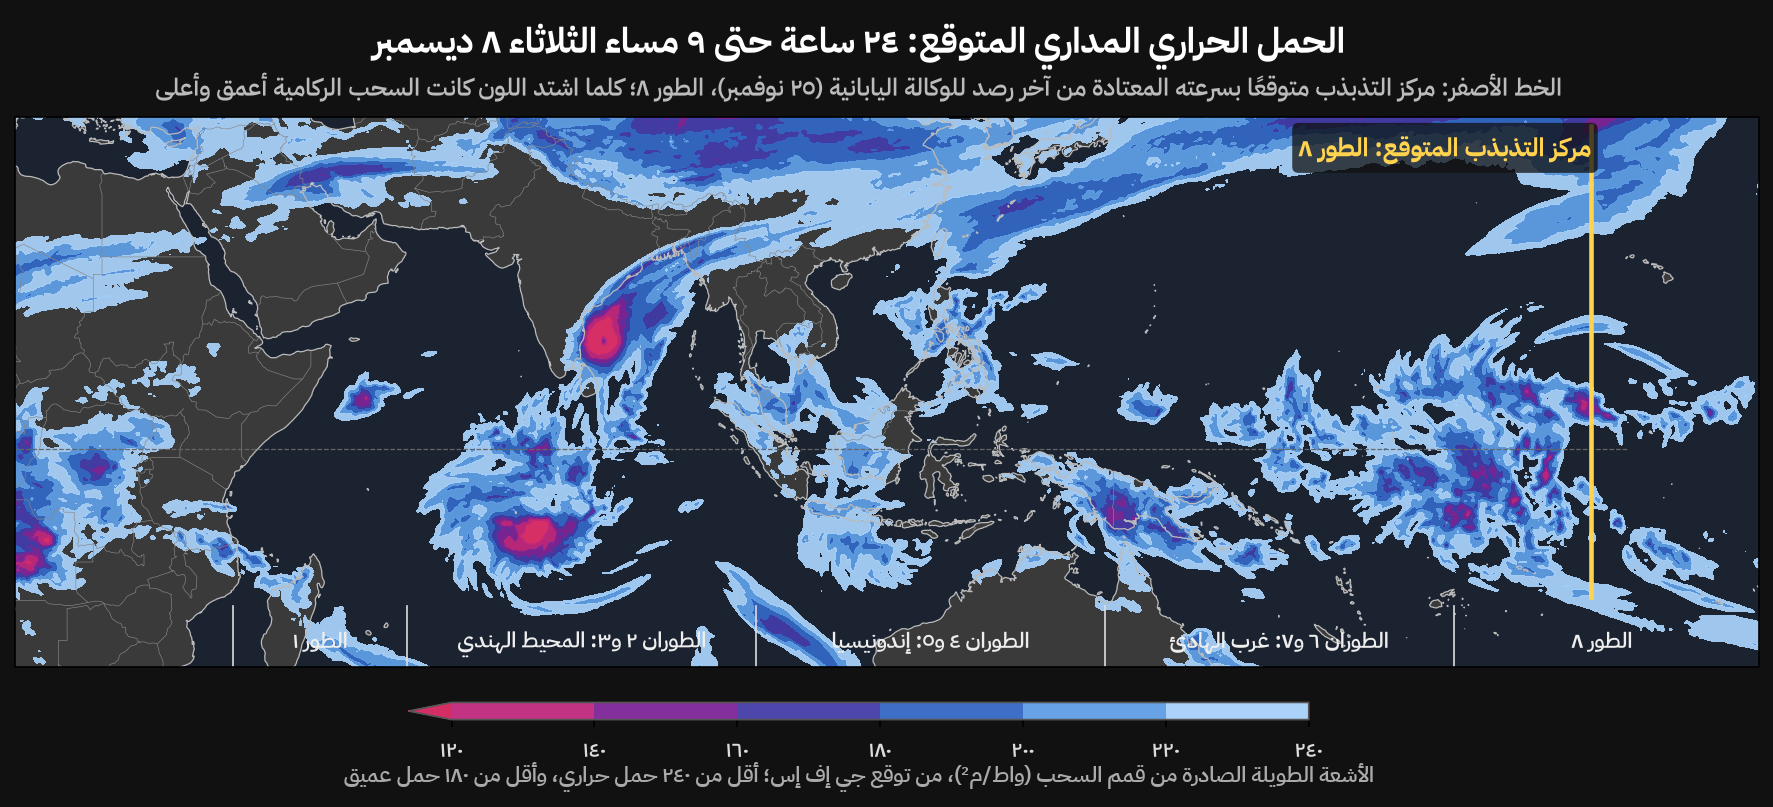 الحمل الحراري المداري المتوقع: ٢٤ ساعة حتى ٩ مساء الثلاثاء ٨ ديسمبر
الخط الأصفر: مركز التذبذب متوقعًا بسرعته المعتادة من آخر رصد للوكالة اليابانية (٢٥ نوفمبر)، الطور ٨؛ كلما اشتد اللون كانت السحب الركامية أعمق وأعلى
مركز التذبذب المتوقع: الطور ٨
الطور ١
الطوران ٢ و٣: المحيط الهندي
الطوران ٤ و٥: إندونيسيا
الطوران ٦ و٧: غرب الهادئ
الطور ٨
١٢٠ ١٤٠ ١٦٠ ١٨٠ ٢٠٠ ٢٢٠ ٢٤٠
الأشعة الطويلة الصادرة من قمم السحب (واط/م²)، من توقع جي إف إس؛ أقل من ٢٤٠ حمل حراري، وأقل من ١٨٠ حمل عميق